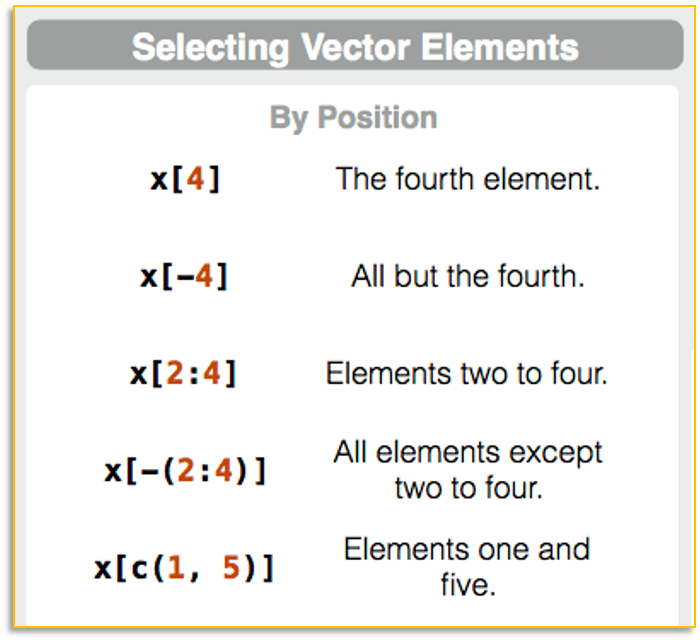 Selecting Vector Elements
By Position
x[4] The fourth element.
x[-4] All but the fourth.
x[2:4] Elements two to four.
x[-(2:4)] All elements except
two to four.
x[c(1, 5)] Elements one and
five.